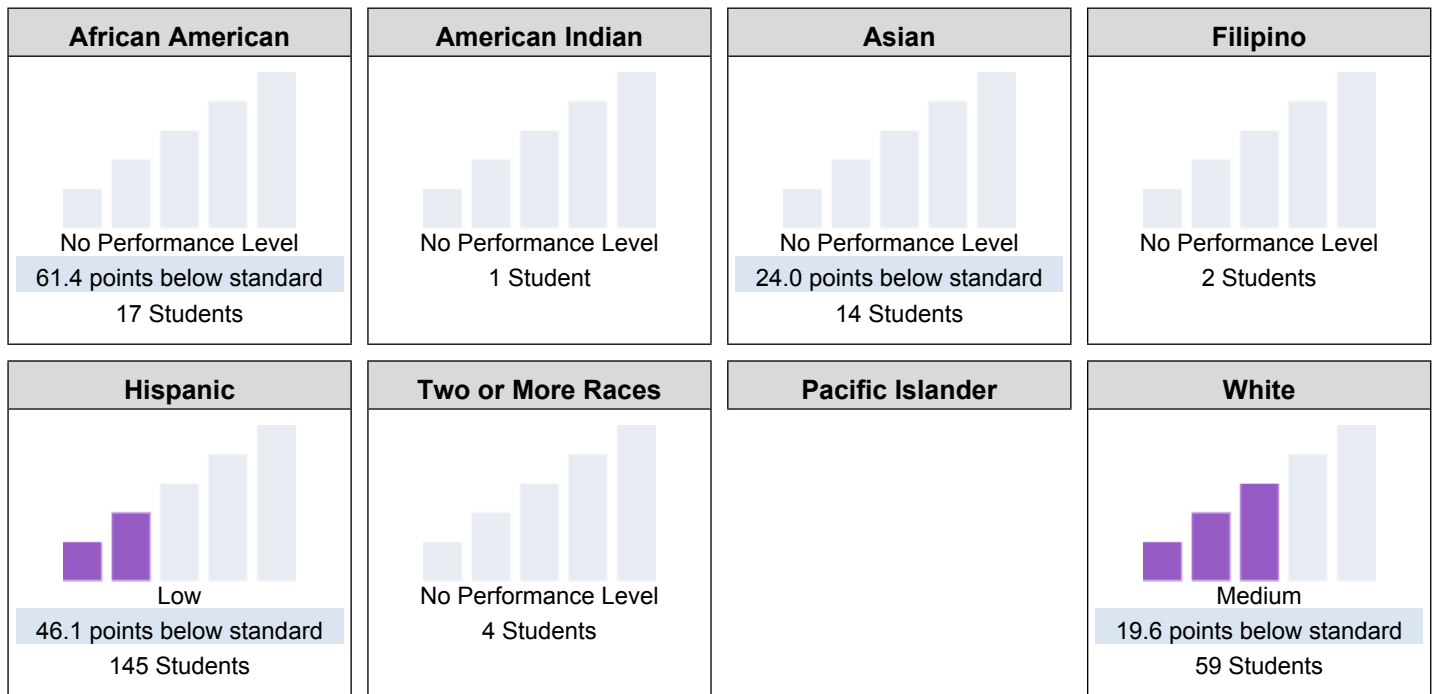 African American
No Performance Level
61.4 points below standard
17 Students
American Indian
No Performance Level
1 Student
Asian
No Performance Level
24.0 points below standard
14 Students
Filipino
No Performance Level
2 Students
Hispanic
Low
46.1 points below standard
145 Students
Two or More Races
No Performance Level
4 Students
Pacific Islander
White
Medium
19.6 points below standard
59 Students